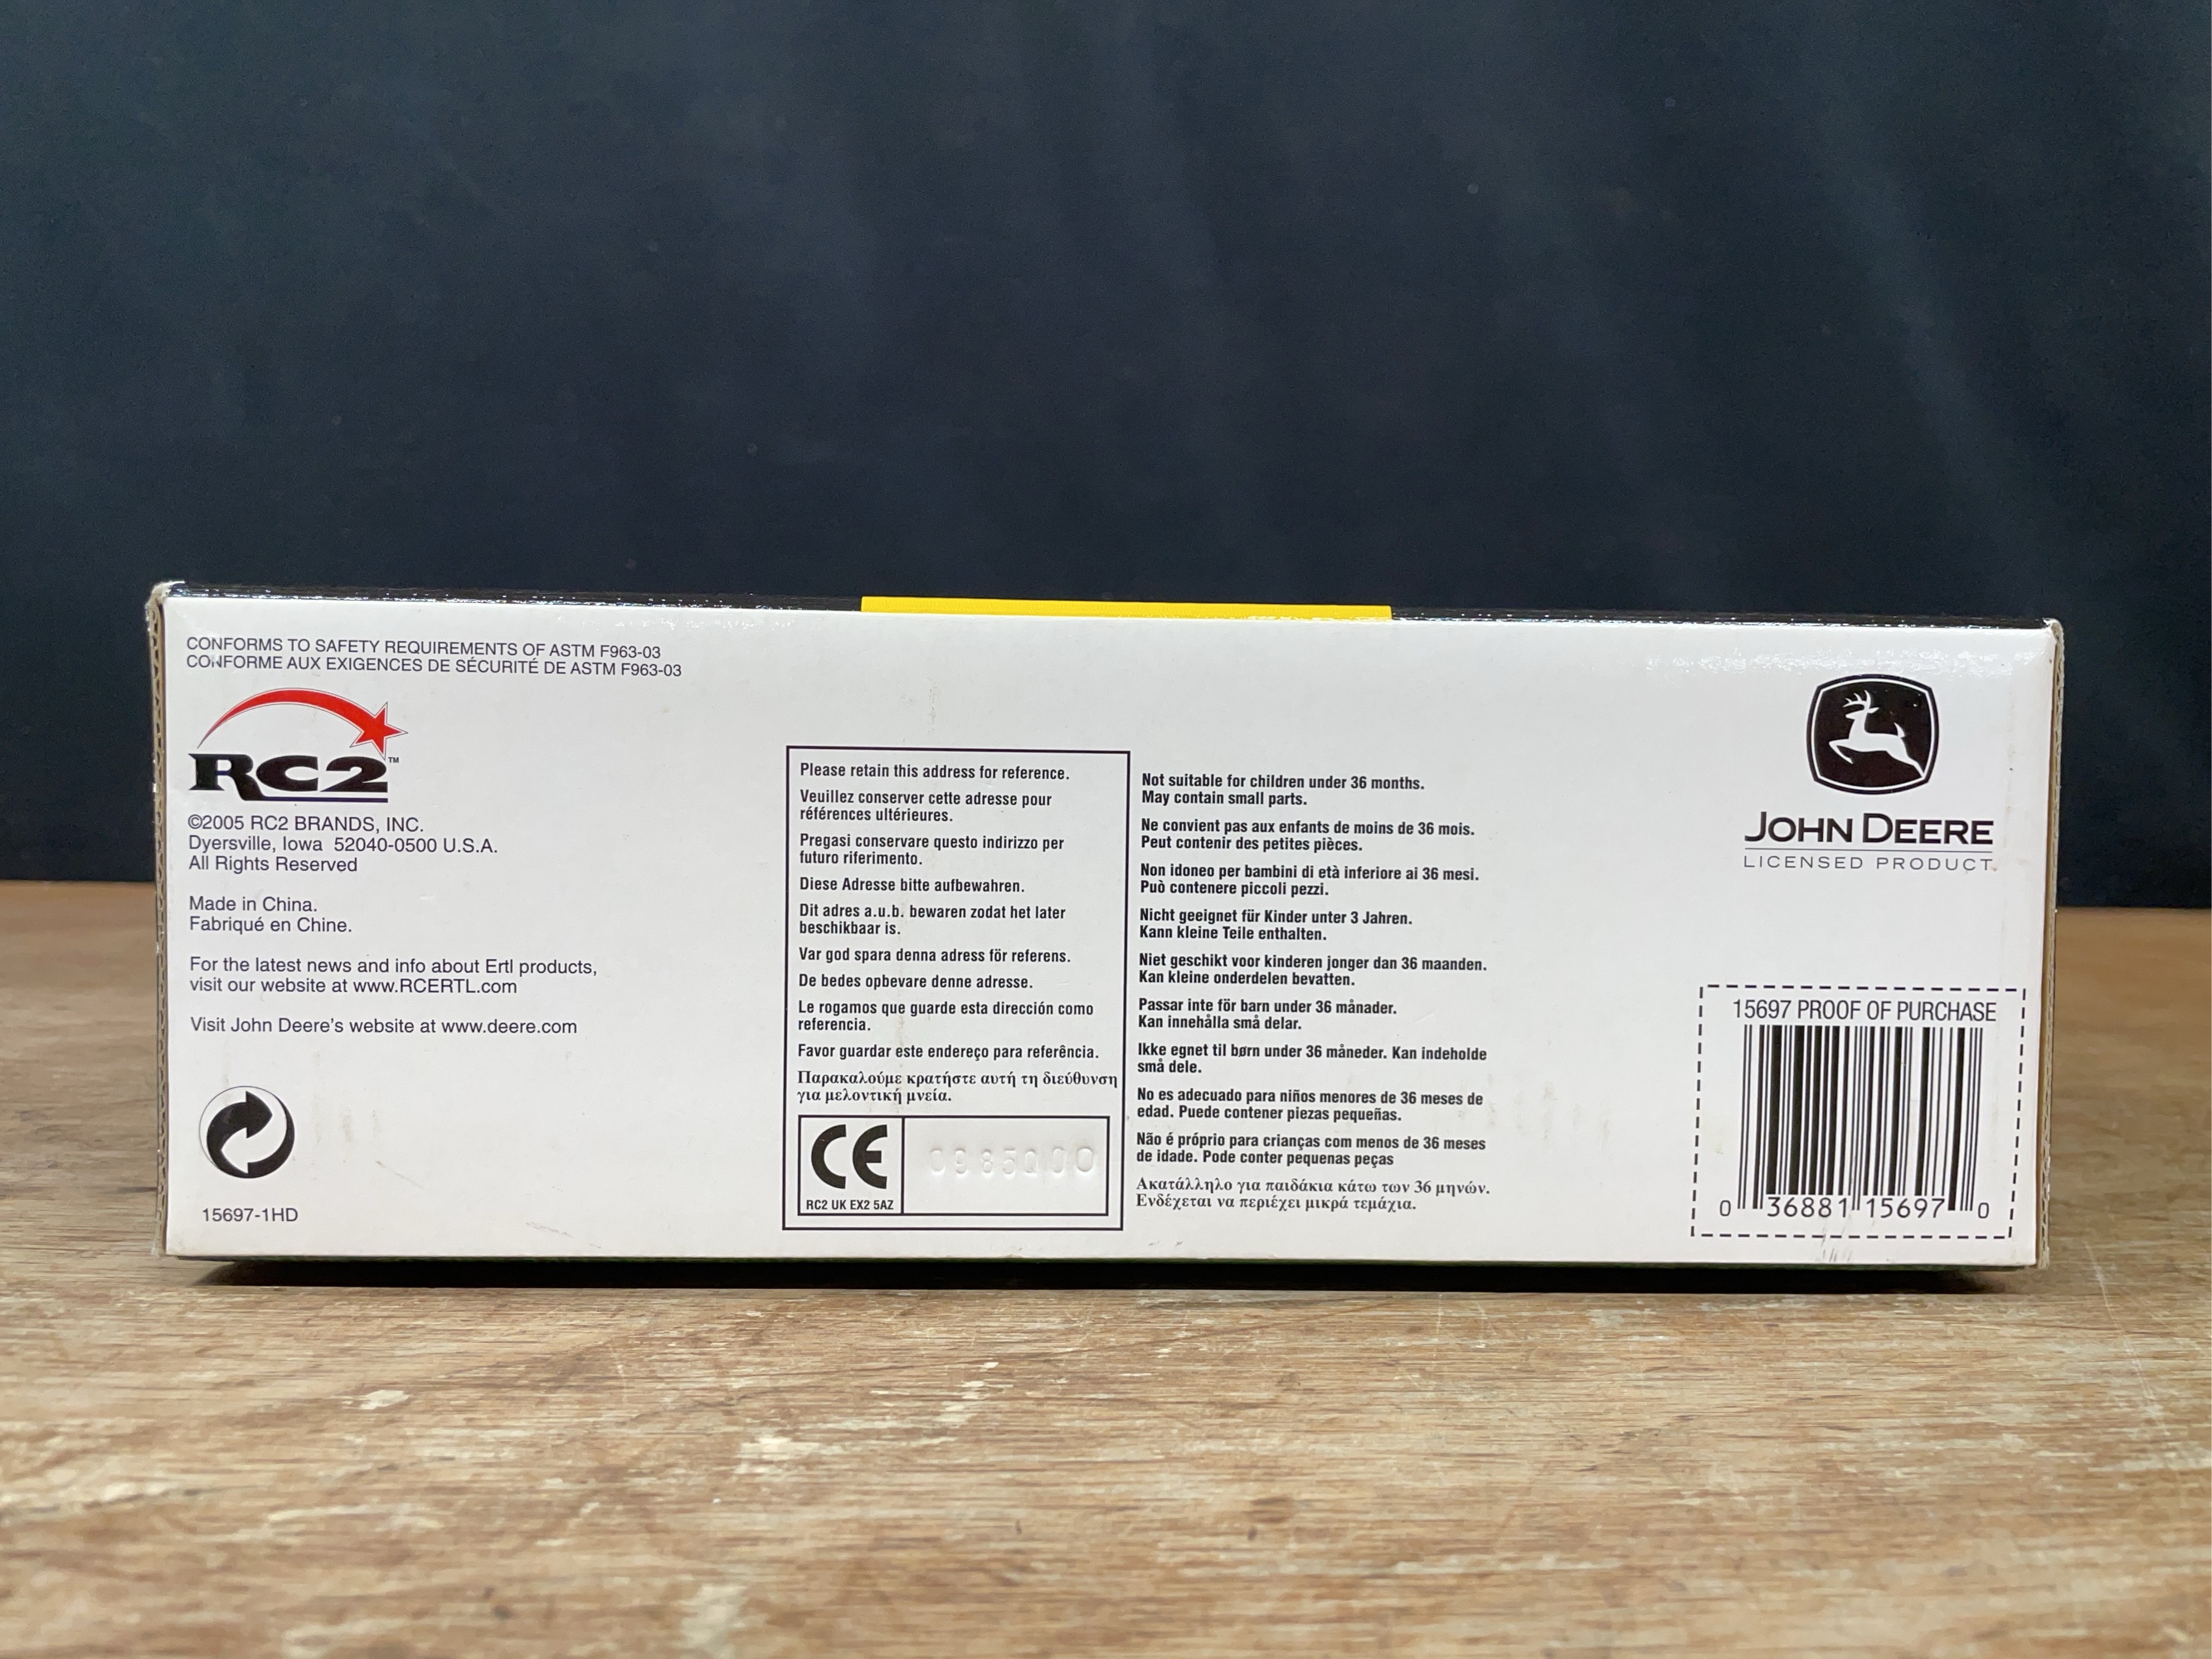 CONFORMS TO SAFETY REQUIREMENTS OF ASTM F963-03
CONFORME AUX EXIGENCES DE SÉCURITÉ DE ASTM F963-03
RC2™
©2005 RC2 BRANDS, INC.
Dyersville, Iowa 52040-0500 U.S.A.
All Rights Reserved
Made in China.
Fabriqué en Chine.
For the latest news and info about Ertl products,
visit our website at www.RCERTL.com
Visit John Deere's website at www.deere.com
15697-1HD
Please retain this address for reference.
Veuillez conserver cette adresse pour
références ultérieures.
Pregasi conservare questo indirizzo per
futuro riferimento.
Diese Adresse bitte aufbewahren.
Dit adres a.u.b. bewaren zodat het later
beschikbaar is.
Var god spara denna adress för referens.
De bedes opbevare denne adresse.
Le rogamos que guarde esta dirección como
referencia.
Favor guardar este endereço para referência.
Παρακαλούμε κρατήστε αυτή τη διεύθυνση
για μελοντική μνεία.
CE
RC2 UK EX2 5AZ
Not suitable for children under 36 months.
May contain small parts.
Ne convient pas aux enfants de moins de 36 mois.
Peut contenir des petites pièces.
Non idoneo per bambini di età inferiore ai 36 mesi.
Può contenere piccoli pezzi.
Nicht geeignet für Kinder unter 3 Jahren.
Kann kleine Teile enthalten.
Niet geschikt voor kinderen jonger dan 36 maanden.
Kan kleine onderdelen bevatten.
Passar inte för barn under 36 månader.
Kan innehålla små delar.
Ikke egnet til børn under 36 måneder. Kan indeholde
små dele.
No es adecuado para niños menores de 36 meses de
edad. Puede contener piezas pequeñas.
Não é próprio para crianças com menos de 36 meses
de idade. Pode conter pequenas peças
Ακατάλληλο για παιδάκια κάτω των 36 μηνών.
Ενδέχεται να περιέχει μικρά τεμάχια.
JOHN DEERE
LICENSED PRODUCT
15697 PROOF OF PURCHASE
0 36881 15697 0